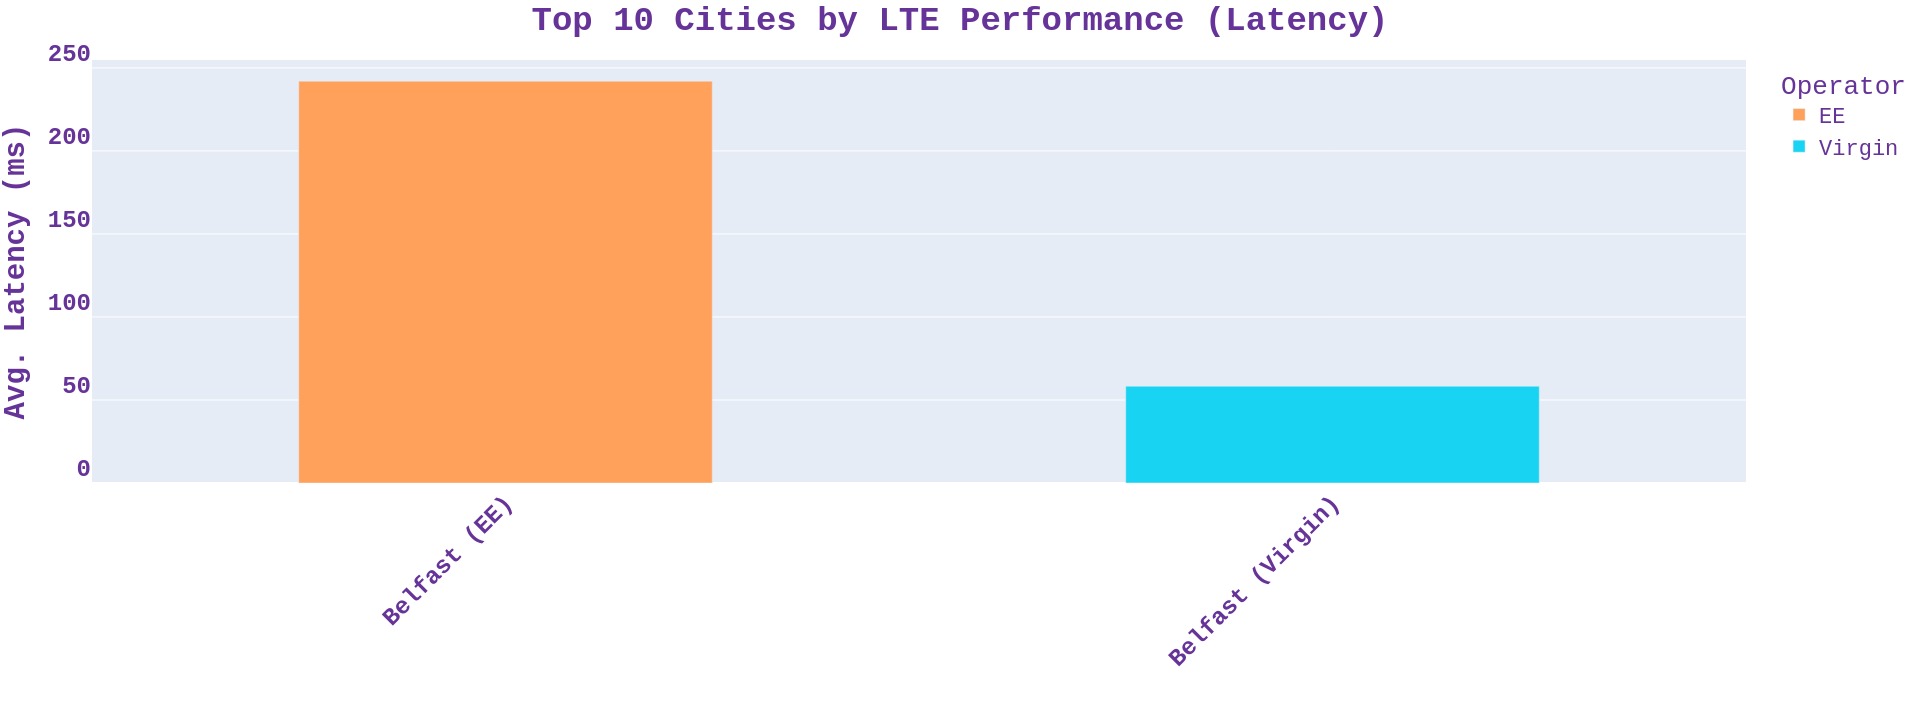 Top 10 Cities by LTE Performance (Latency)
Avg. Latency (ms)
250
200
150
100
50
0
Belfast (EE)
Belfast (Virgin)
Operator
EE
Virgin